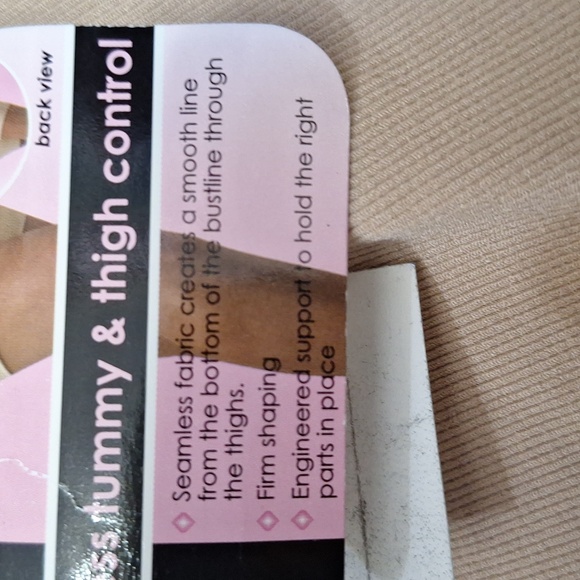 back view
tummy & thigh control
Seamless fabric creates a smooth line
from the bottom of the bustline through
the thighs.
Firm shaping
Engineered support to hold the right
parts in place